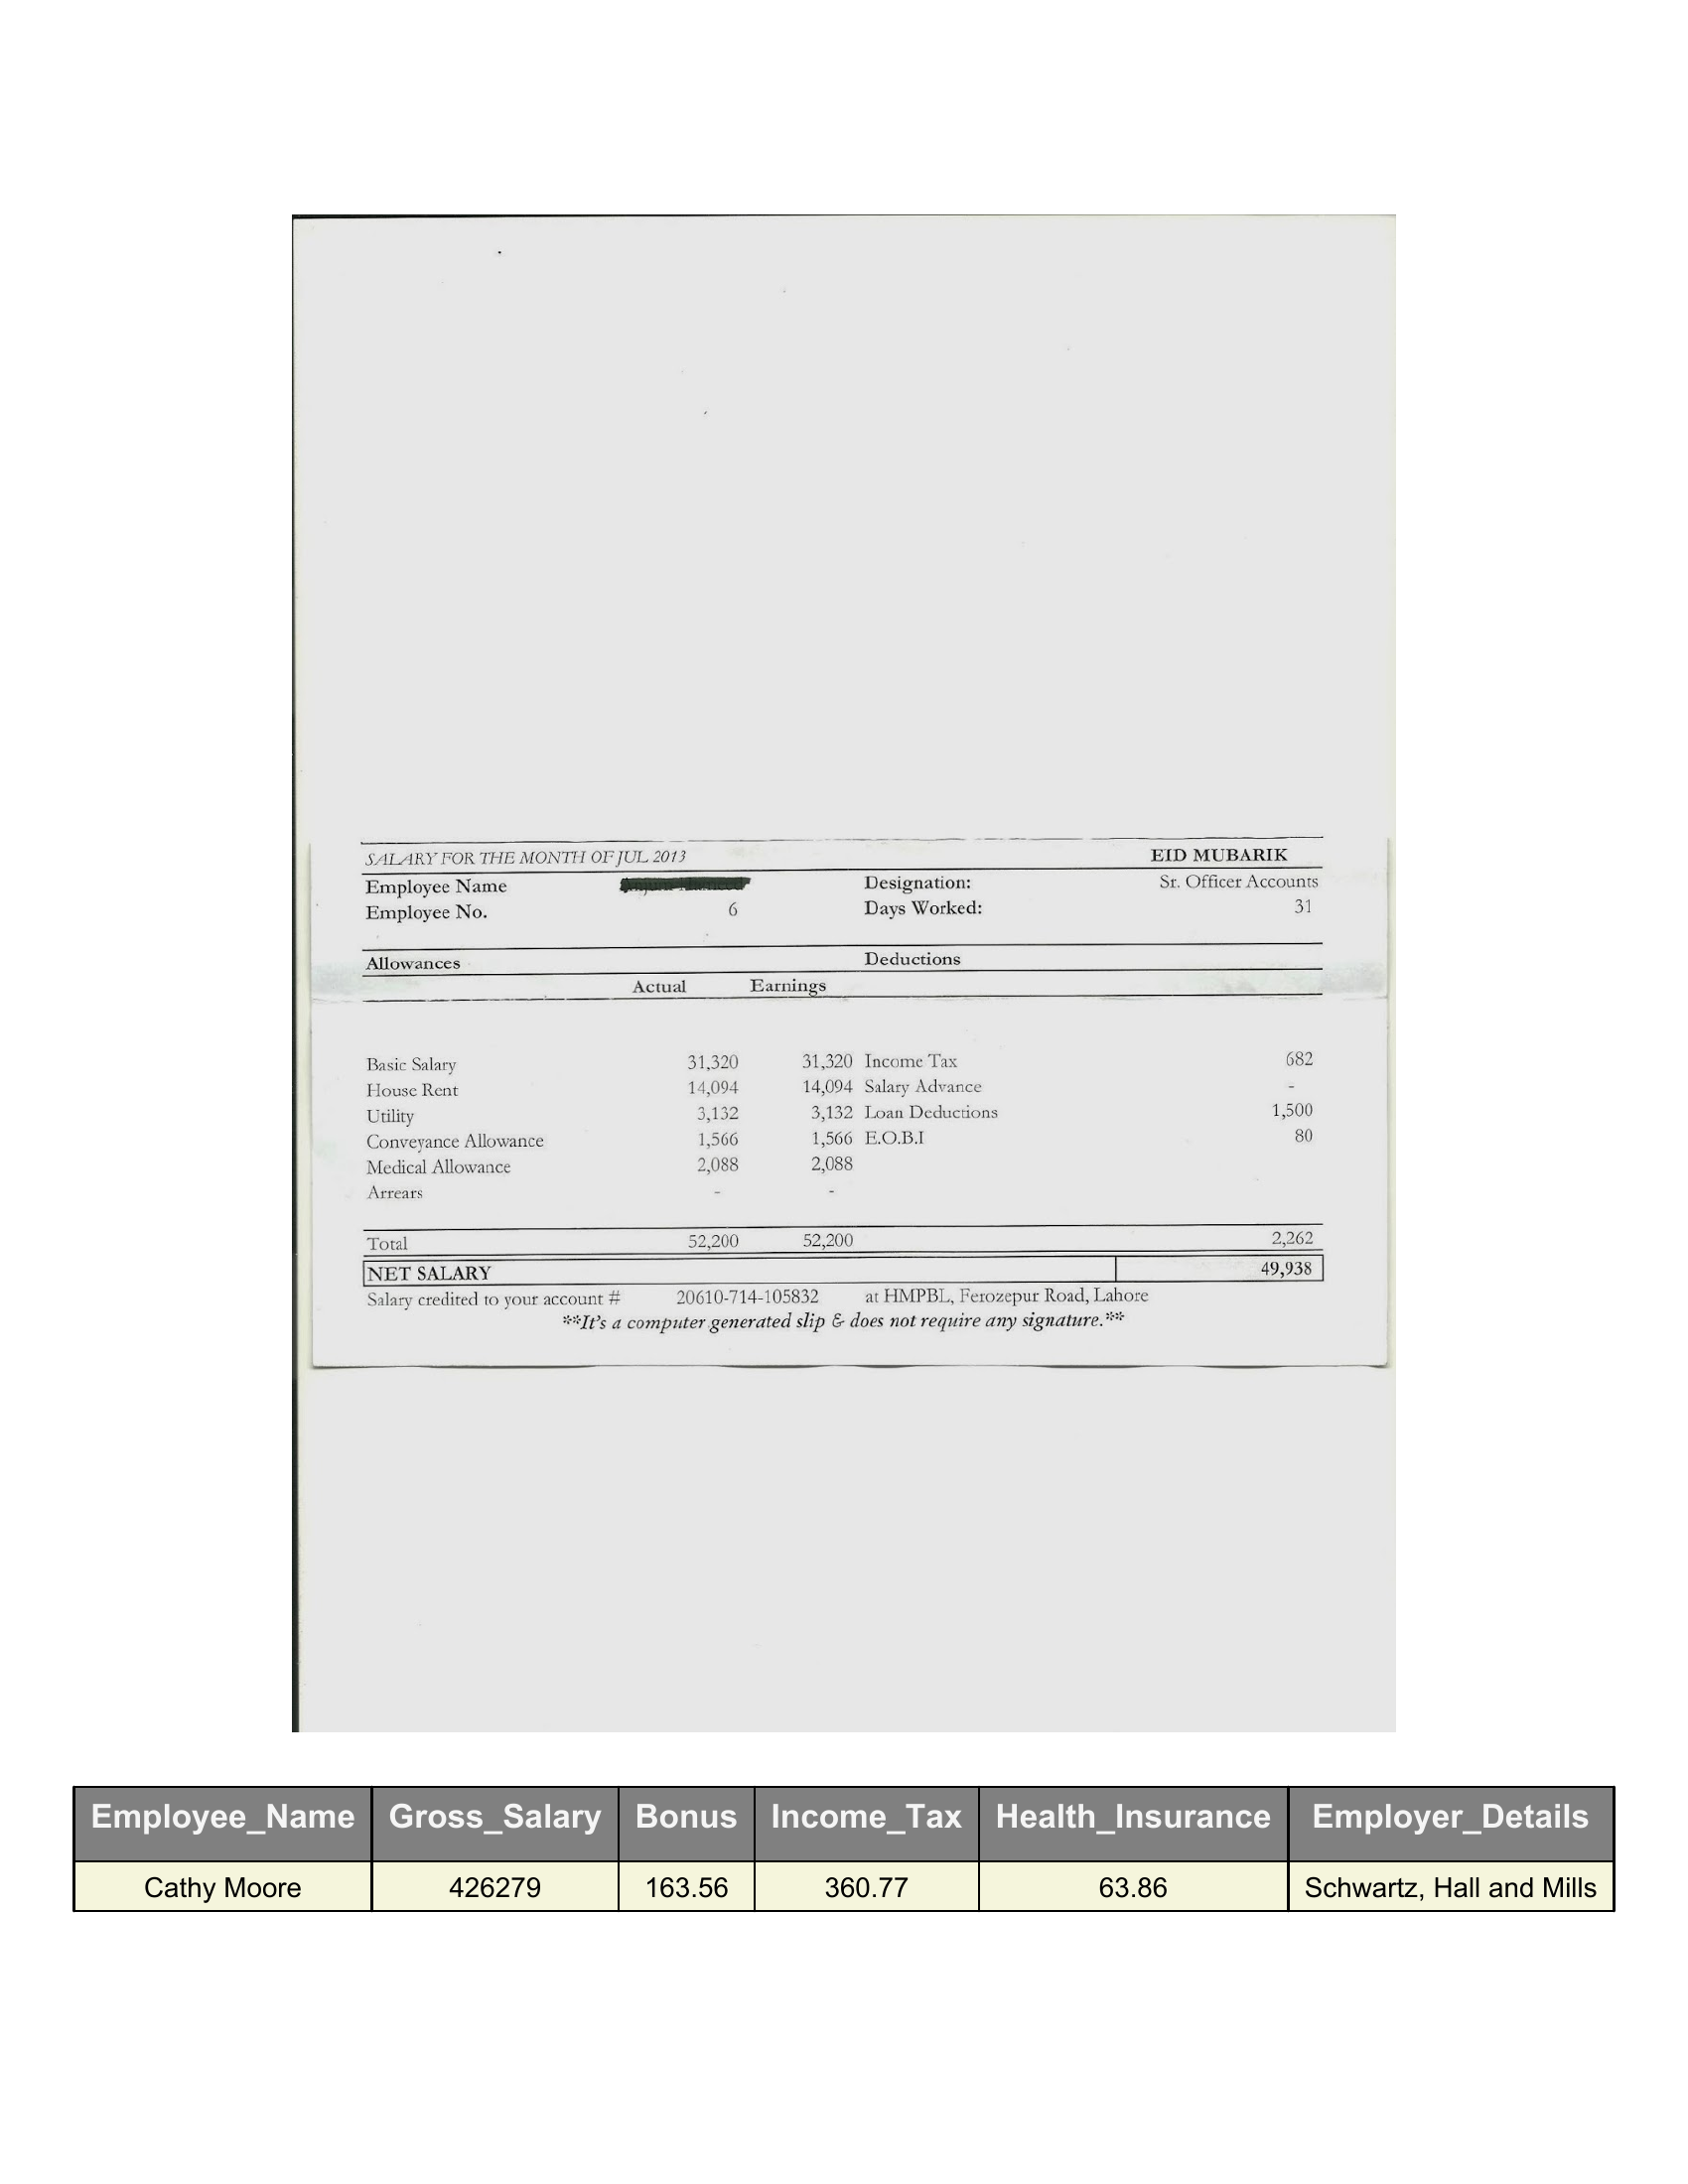 SALARY FOR THE MONTH OF JUL 2013 EID MUBARIK
Employee Name Designation: Sr. Officer Accounts
Employee No. 6 Days Worked: 31
Allowances Deductions
Actual Earnings
Basic Salary 31,320 31,320 Income Tax 682
House Rent 14,094 14,094 Salary Advance -
Utility 3,132 3,132 Loan Deductions 1,500
Conveyance Allowance 1,566 1,566 E.O.B.I 80
Medical Allowance 2,088 2,088
Arrears - -
Total 52,200 52,200 2,262
NET SALARY 49,938
Salary credited to your account # 20610-714-105832 at HMPBL, Ferozepur Road, Lahore
**It's a computer generated slip & does not require any signature.**
Employee_Name Gross_Salary Bonus Income_Tax Health_Insurance Employer_Details
Cathy Moore 426279 163.56 360.77 63.86 Schwartz, Hall and Mills